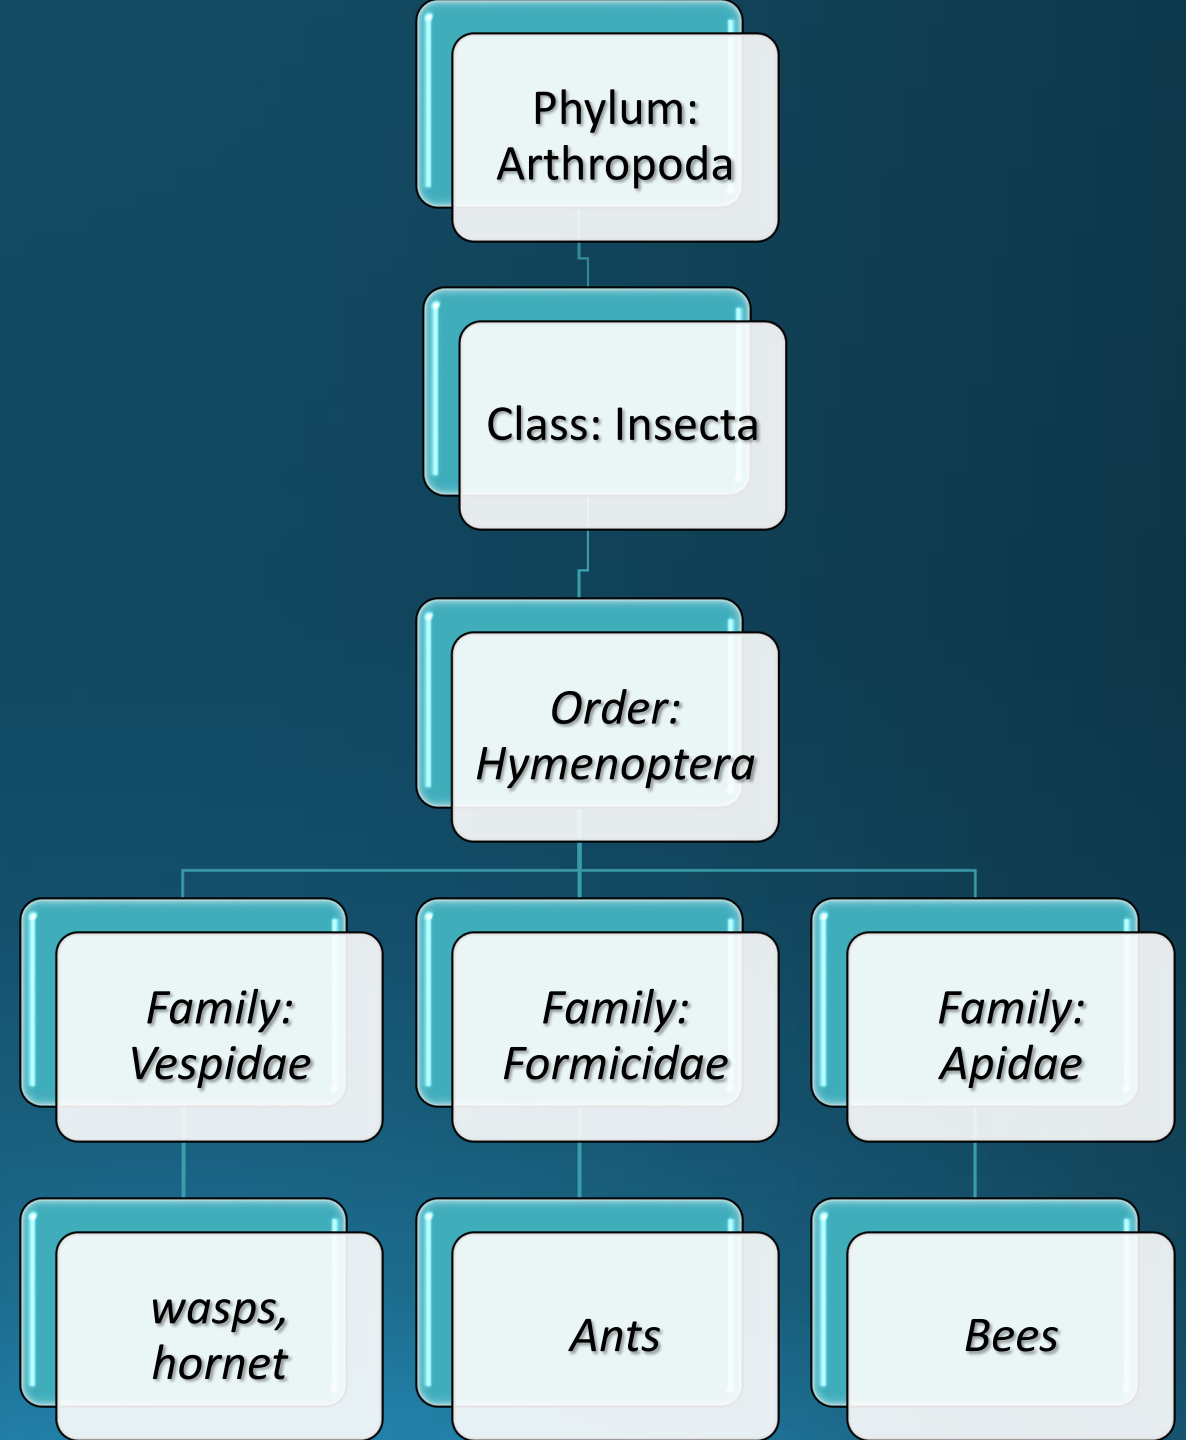 Phylum:
Arthropoda
Class: Insecta
Order:
Hymenoptera
Family:
Vespidae
Family:
Formicidae
Family:
Apidae
wasps,
hornet
Ants
Bees